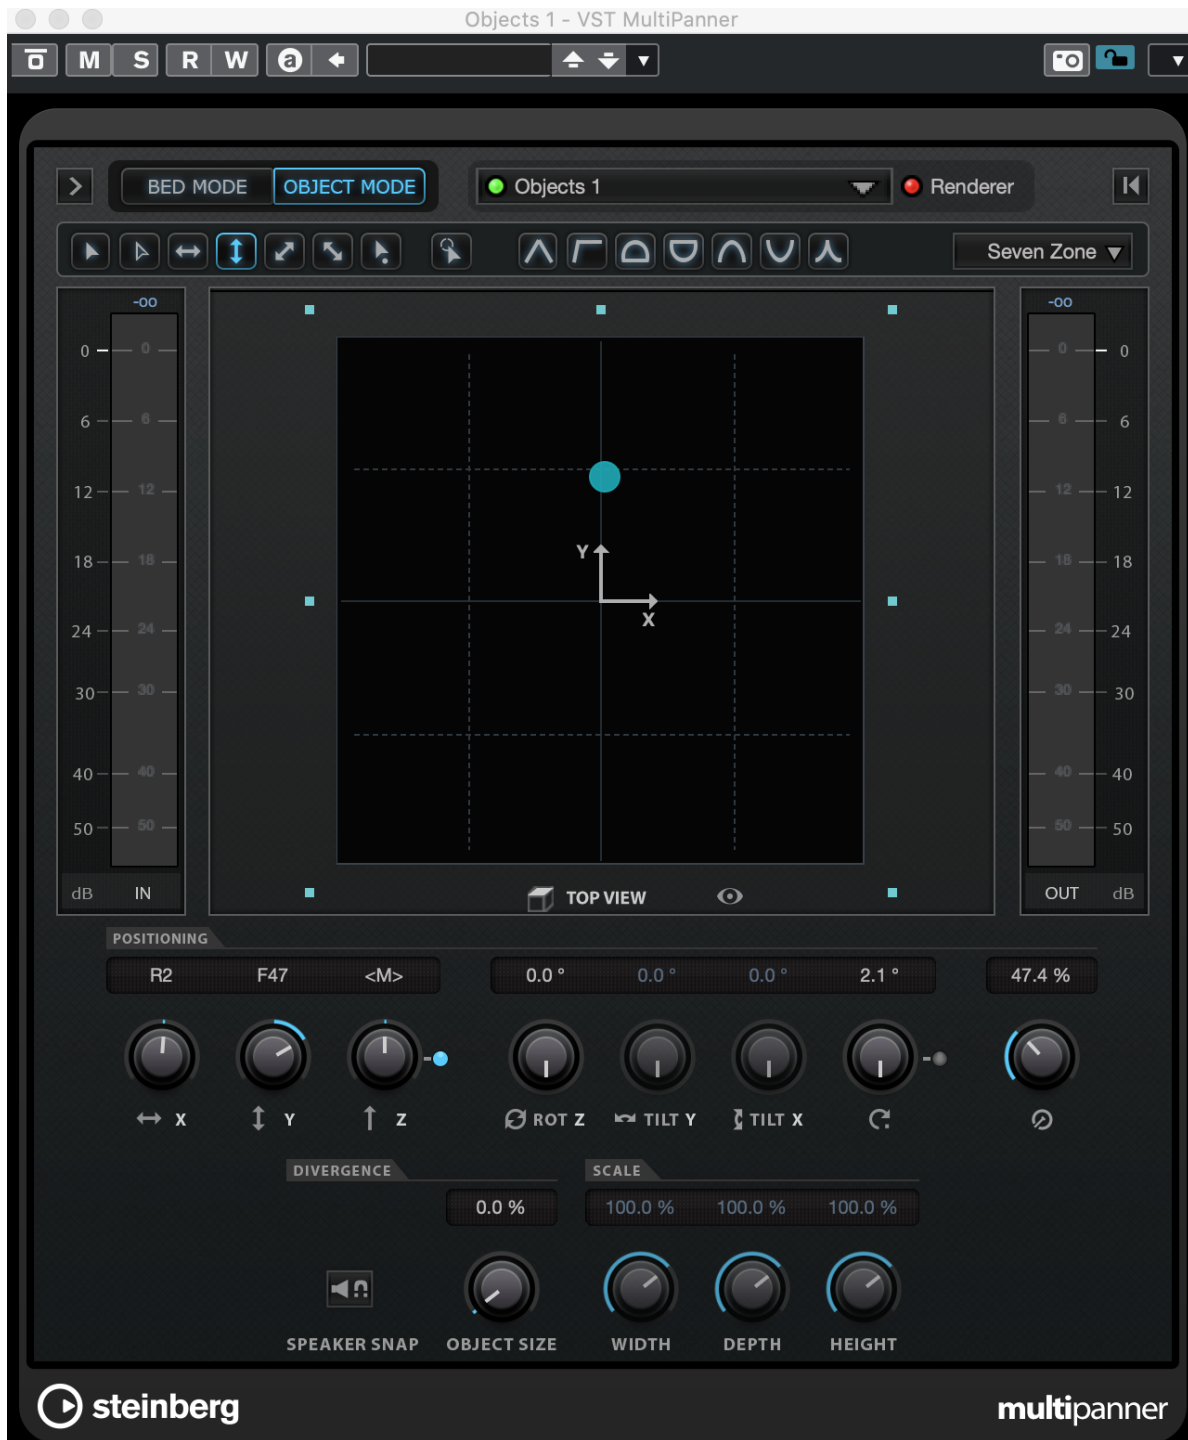 Objects 1 - VST MultiPanner
M S R W a
BED MODE OBJECT MODE Objects 1 Renderer
Seven Zone
-oo -oo
0 0 0 0
6 6 6 6
12 12 12 12
Y
18 18 18 18
X
24 24 24 24
30 30 30 30
40 40 40 40
50 50 50 50
dB IN TOP VIEW OUT dB
POSITIONING
R2 F47 <M> 0.0 ° 0.0 ° 0.0 ° 2.1 ° 47.4 %
X Y Z ROT Z TILT Y TILT X
DIVERGENCE SCALE
0.0 % 100.0 % 100.0 % 100.0 %
SPEAKER SNAP OBJECT SIZE WIDTH DEPTH HEIGHT
steinberg multipanner